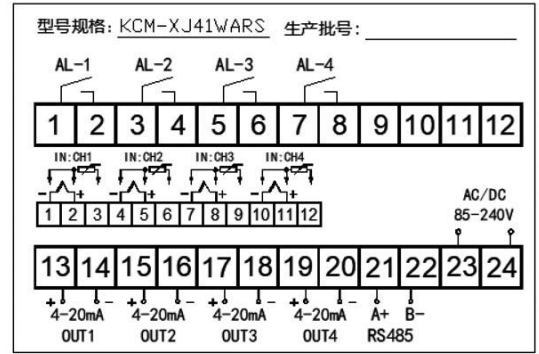 型号规格: KCM-XJ41WARS 生产批号:
AL-1 AL-2 AL-3 AL-4
1 2 3 4 5 6 7 8 9 10 11 12
IN:CH1 IN:CH2 IN:CH3 IN:CH4
- + - + - + - +
1 2 3 4 5 6 7 8 9 10 11 12
AC/DC
85-240V
13 14 15 16 17 18 19 20 21 22 23 24
+ - + - + - + -
4-20mA 4-20mA 4-20mA 4-20mA A+ B-
OUT1 OUT2 OUT3 OUT4 RS485